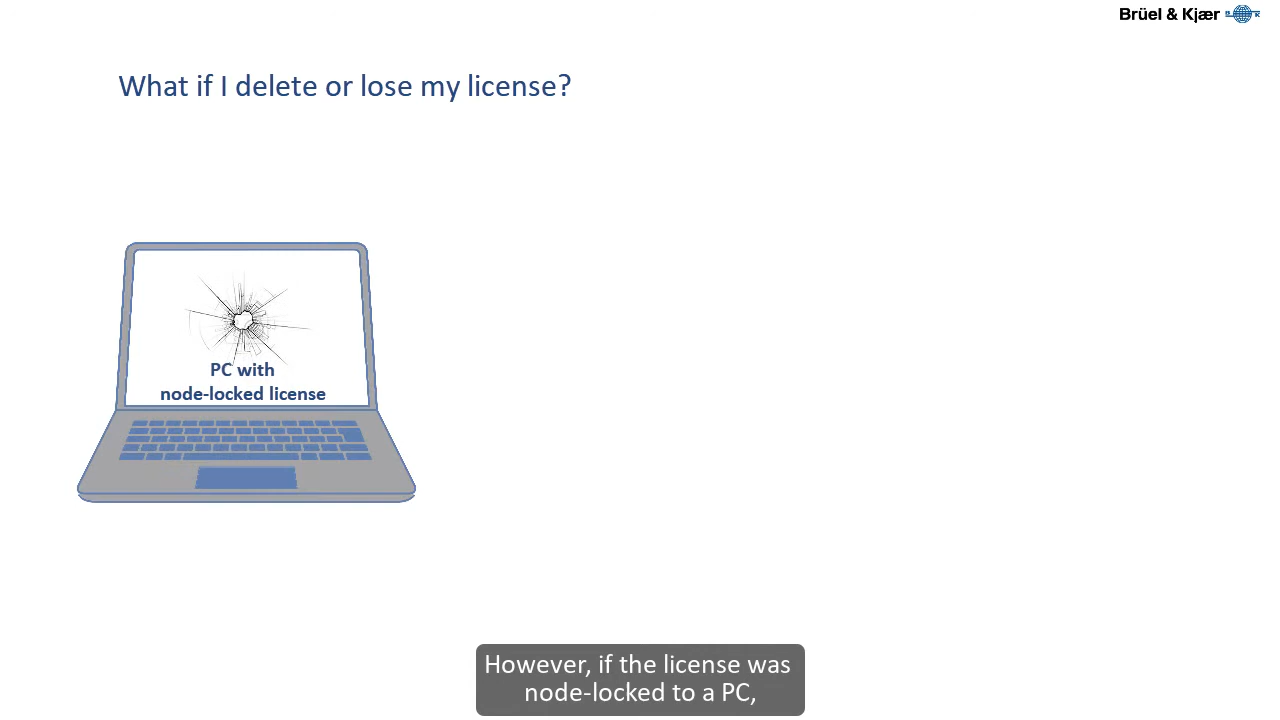 Brüel & Kjær
What if I delete or lose my license?
PC with
node-locked license
However, if the license was
node-locked to a PC,